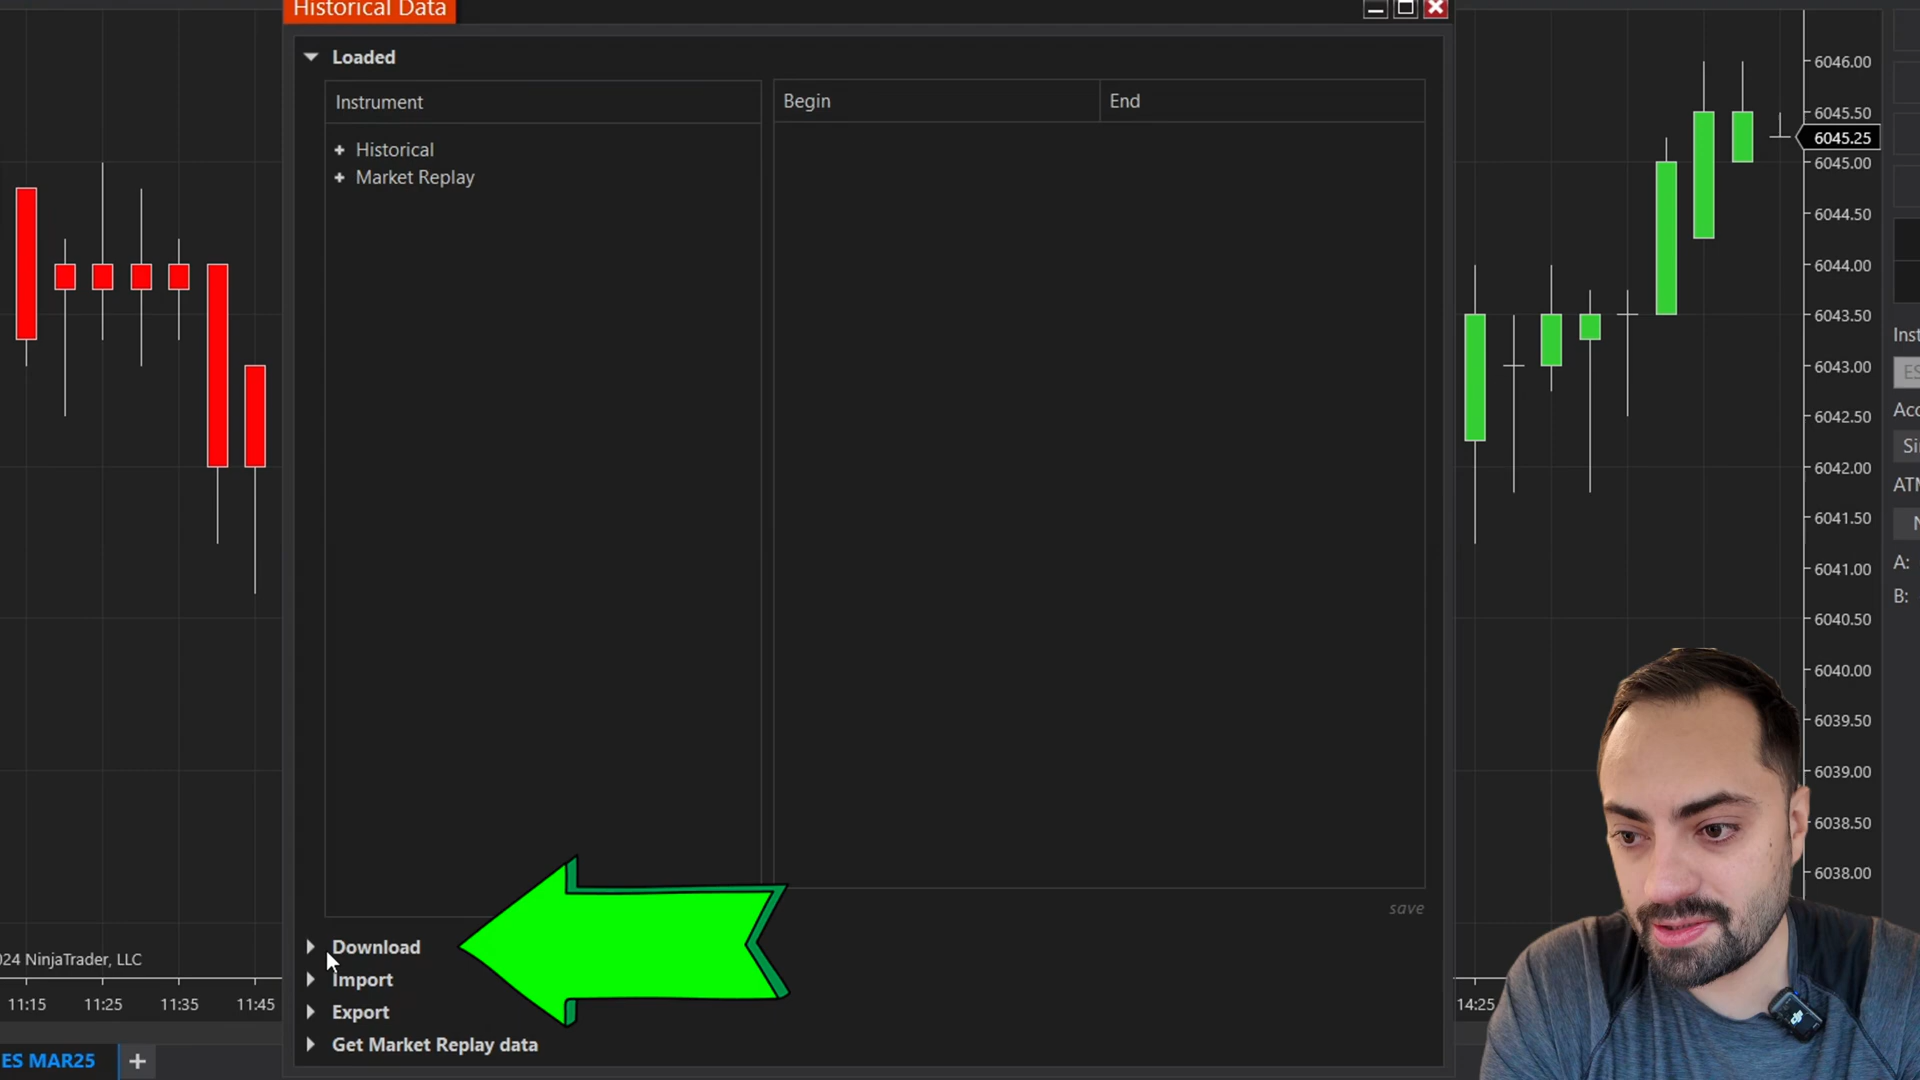 Historical Data
Loaded
Instrument
Begin
End
Historical
Market Replay
save
Download
Import
Export
Get Market Replay data
24 NinjaTrader, LLC
11:15
11:25
11:35
11:45
14:25
ES MAR25
+
6046.00
6045.50
6045.25
6045.00
6044.50
6044.00
6043.50
6043.00
6042.50
6042.00
6041.50
6041.00
6040.50
6040.00
6039.50
6039.00
6038.50
6038.00
Inst
ES
Acc
Si
ATM
N
A:
B: